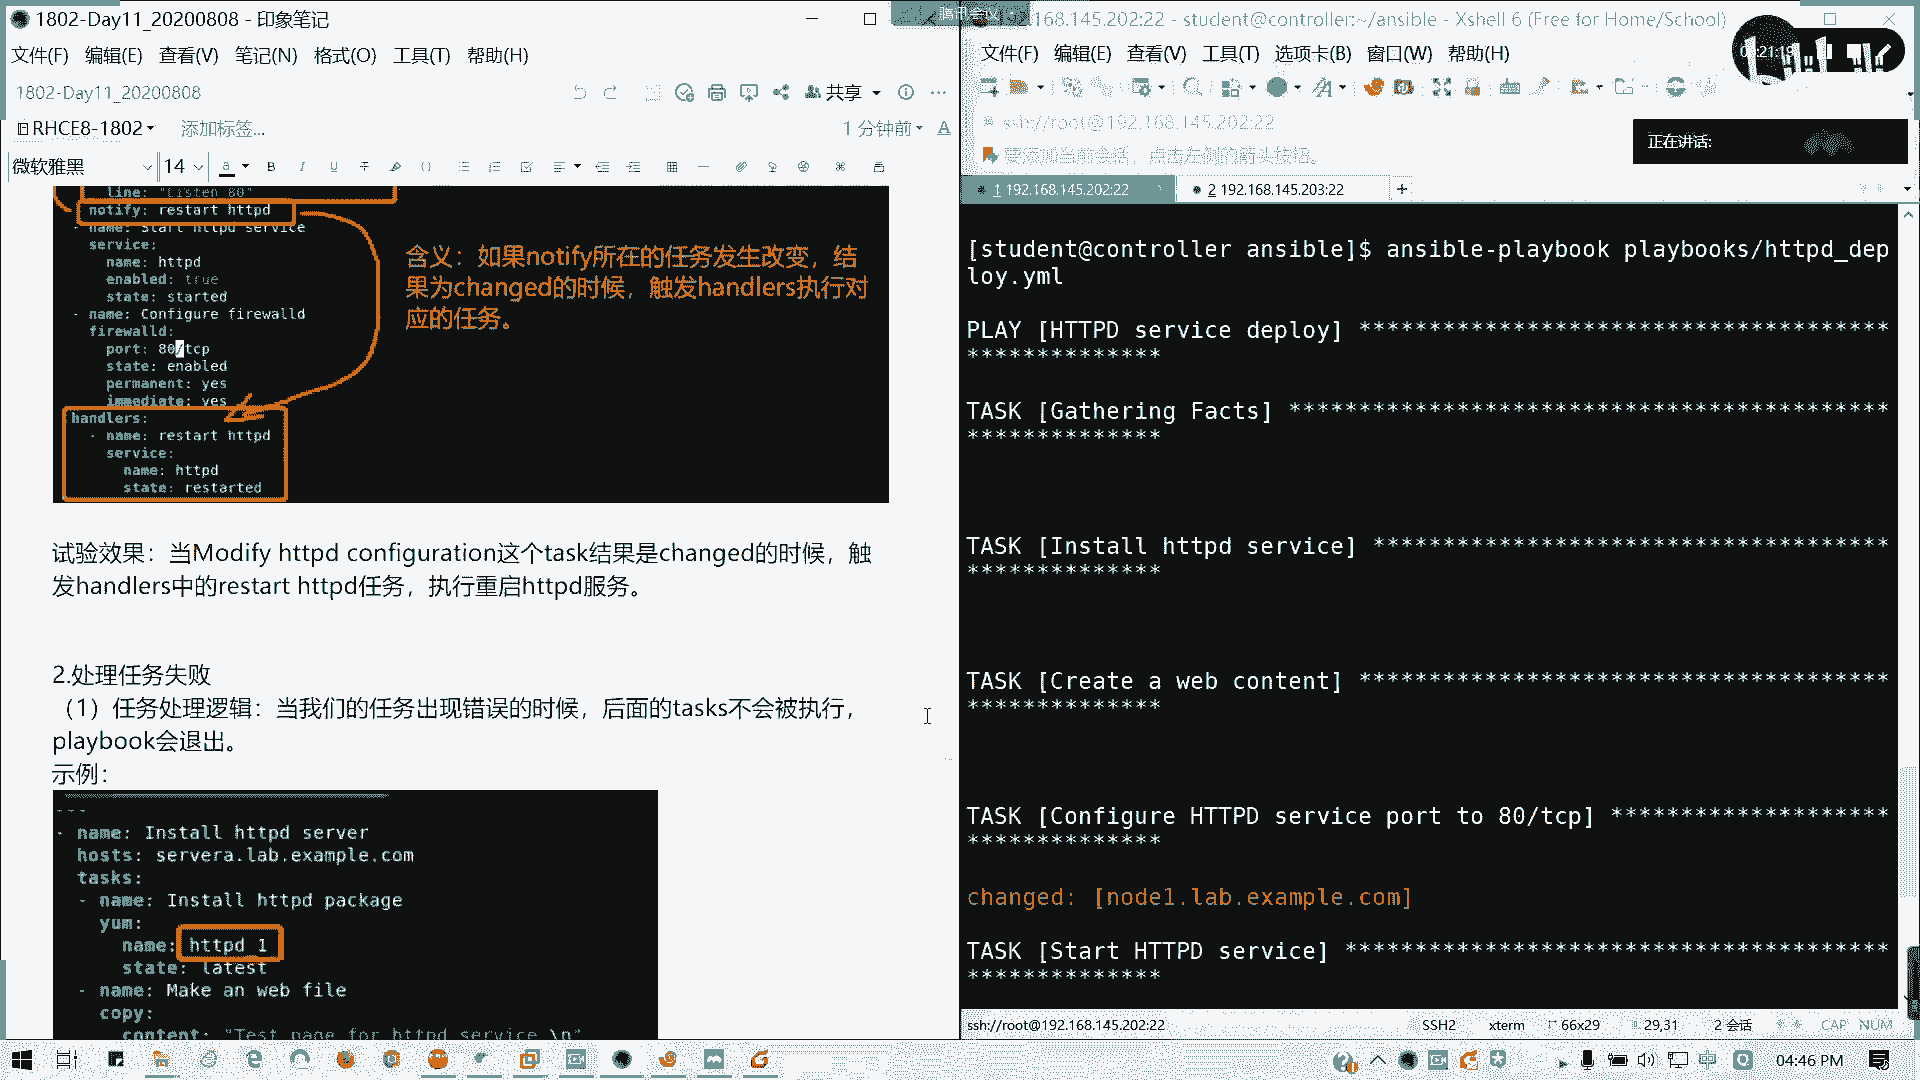 1802-Day11_20200808 - 印象笔记
文件(F) 编辑(E) 查看(V) 笔记(N) 格式(O) 工具(T) 帮助(H)
1802-Day11_20200808
共享
RHCE8-1802
添加标签...
1 分钟前
微软雅黑
14
line: "listen 80"
notify: restart httpd
- name: Start httpd service
service:
name: httpd
enabled: true
state: started
- name: Configure firewalld
firewalld:
port: 80/tcp
state: enabled
permanent: yes
immediate: yes
handlers:
- name: restart httpd
service:
name: httpd
state: restarted
含义：如果notify所在的任务发生改变，结
果为changed的时候，触发handlers执行对
应的任务。
试验效果：当Modify httpd configuration这个task结果是changed的时候，触
发handlers中的restart httpd任务，执行重启httpd服务。
2.处理任务失败
（1）任务处理逻辑：当我们的任务出现错误的时候，后面的tasks不会被执行，
playbook会退出。
示例：
---
- name: Install httpd server
hosts: servera.lab.example.com
tasks:
- name: Install httpd package
yum:
name: httpd 1
state: latest
- name: Make an web file
copy:
content: "Test page for httpd service \n"
腾讯会议
.168.145.202:22 - student@controller:~/ansible - Xshell 6 (Free for Home/School)
文件(F) 编辑(E) 查看(V) 工具(T) 选项卡(B) 窗口(W) 帮助(H)
ssh://root@192.168.145.202:22
要添加当前会话，点击左侧的箭头按钮。
正在讲话:
1 192.168.145.202:22
2 192.168.145.203:22
[student@controller ansible]$ ansible-playbook playbooks/httpd_dep
loy.yml
PLAY [HTTPD service deploy] *********************************************
**************
TASK [Gathering Facts] ***************************************************
**************
TASK [Install httpd service] ********************************************
**************
TASK [Create a web content] *********************************************
**************
TASK [Configure HTTPD service port to 80/tcp] ************************
**************
changed: [node1.lab.example.com]
TASK [Start HTTPD service] **********************************************
**************
ssh://root@192.168.145.202:22
SSH2
xterm
66x29
29,31
2 会话
CAP NUM
中
04:46 PM